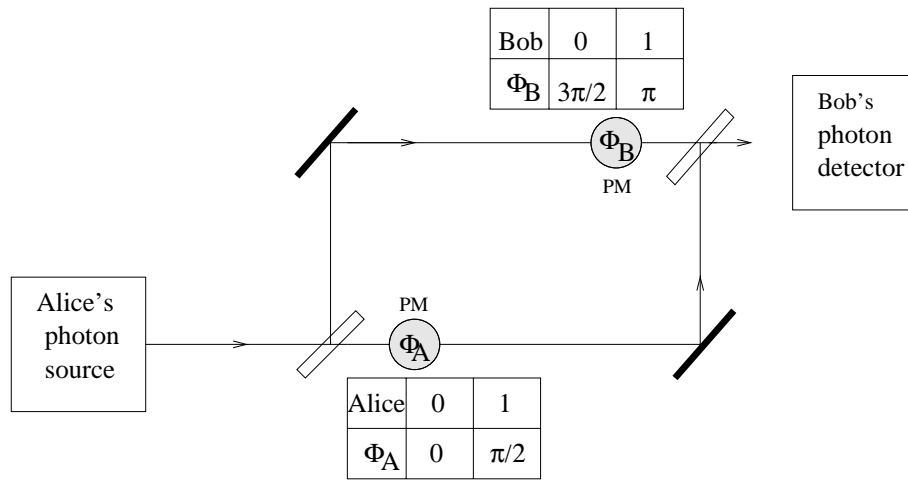 Bob 0 1
Φ_B 3π/2 π
Φ_B
PM
Bob's
photon
detector
Alice's
photon
source
PM
Φ_A
Alice 0 1
Φ_A 0 π/2